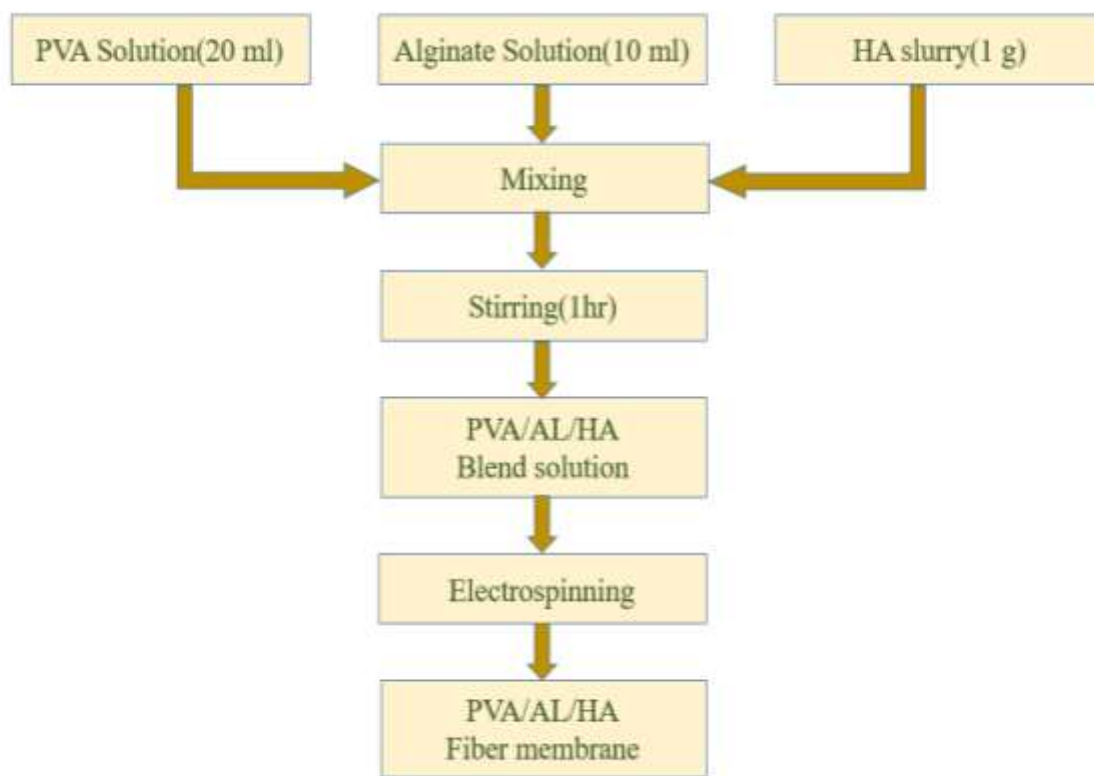 PVA Solution(20 ml)
Alginate Solution(10 ml)
HA slurry(1 g)
Mixing
Stirring(1hr)
PVA/AL/HA
Blend solution
Electrospinning
PVA/AL/HA
Fiber membrane